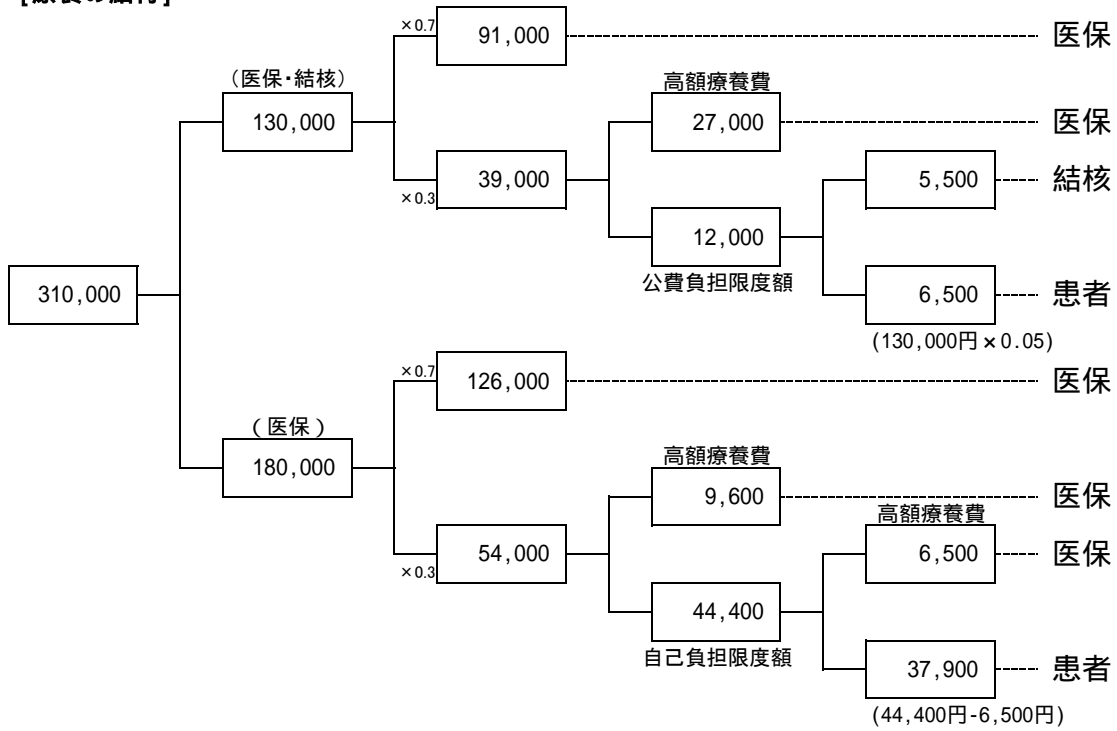 ×0.7
91,000
医保
(医保・結核)
130,000
高額療養費
27,000
医保
×0.3
39,000
5,500
結核
12,000
公費負担限度額
310,000
6,500
患者
(130,000円×0.05)
×0.7
126,000
医保
(医保)
180,000
高額療養費
9,600
医保
高額療養費
×0.3
54,000
6,500
医保
44,400
自己負担限度額
37,900
患者
(44,400円-6,500円)